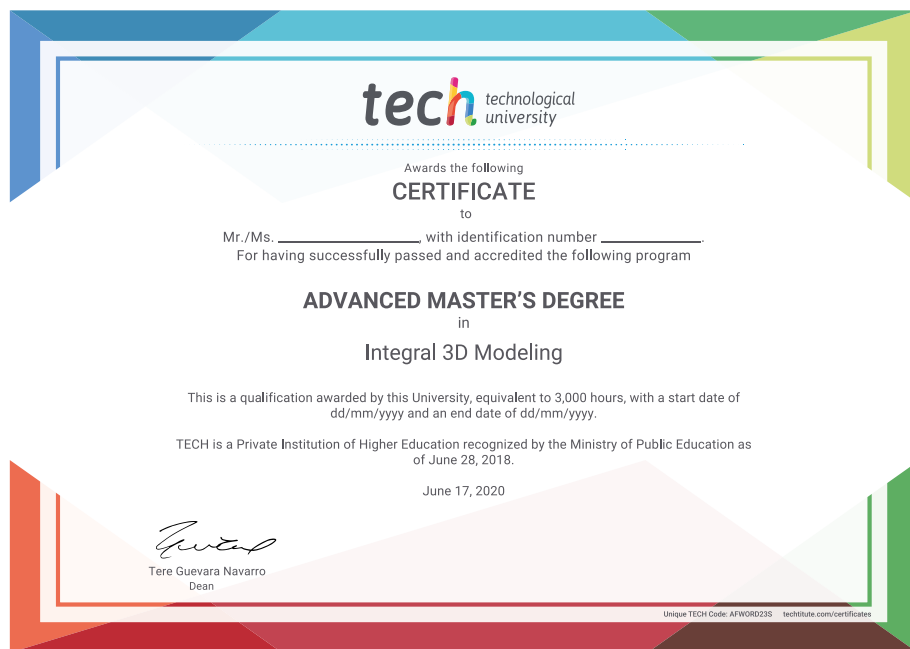 tech technological
university
Awards the following
CERTIFICATE
to
Mr./Ms. ____________________, with identification number ______________.
For having successfully passed and accredited the following program
ADVANCED MASTER’S DEGREE
in
Integral 3D Modeling
This is a qualification awarded by this University, equivalent to 3,000 hours, with a start date of
dd/mm/yyyy and an end date of dd/mm/yyyy.
TECH is a Private Institution of Higher Education recognized by the Ministry of Public Education as
of June 28, 2018.
June 17, 2020
Tere Guevara Navarro
Dean
Unique TECH Code: AFWORD23S techtitute.com/certificates